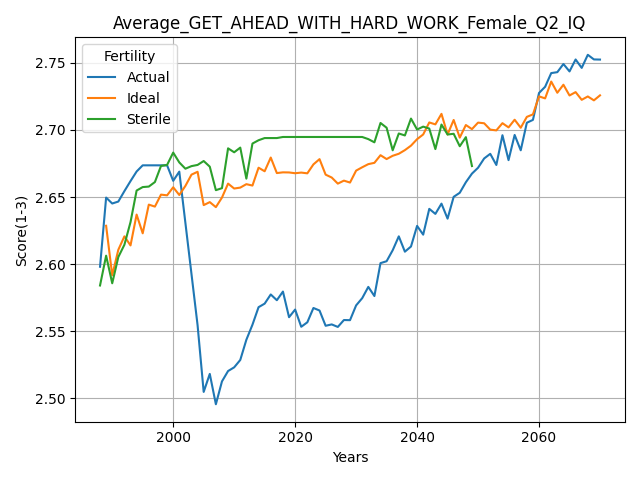 Average_GET_AHEAD_WITH_HARD_WORK_Female_Q2_IQ
Fertility
Actual
Ideal
Sterile
Score(1-3)
2.75
2.70
2.65
2.60
2.55
2.50
2000
2020
2040
2060
Years